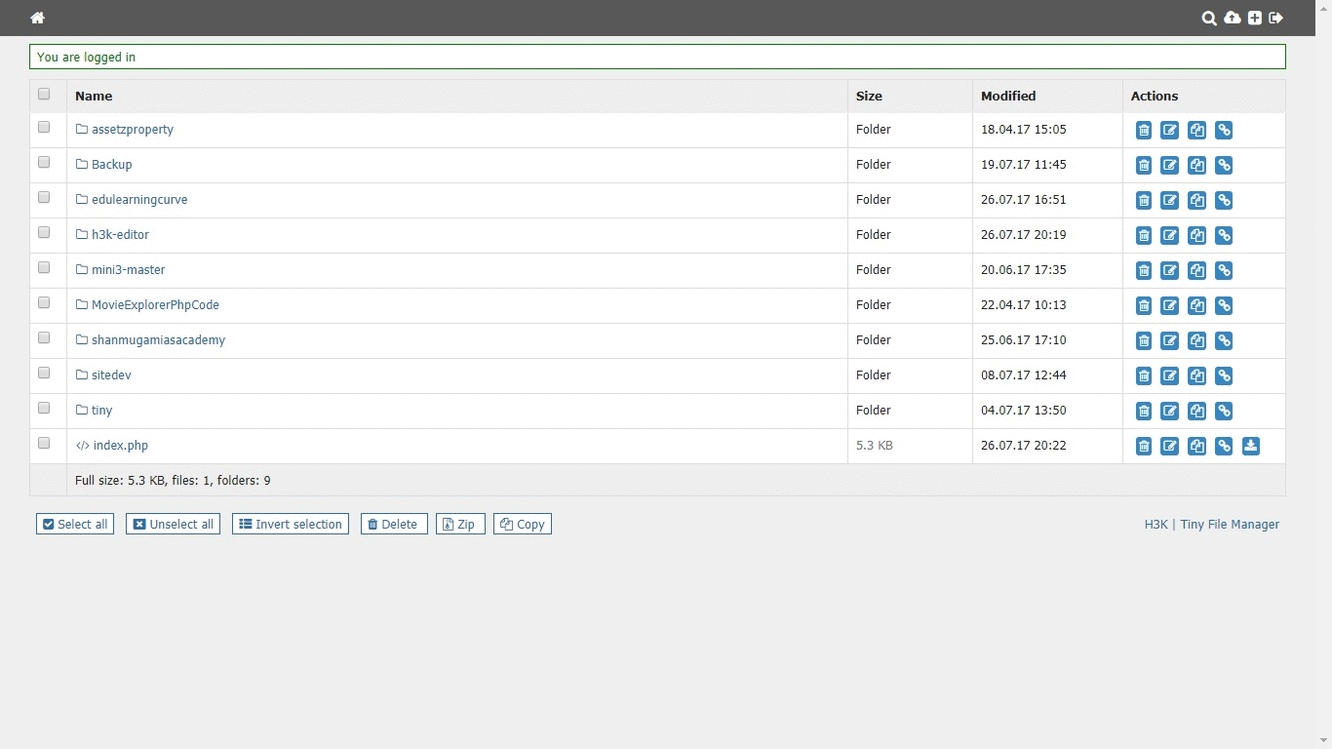 You are logged in
Name Size Modified Actions
assetzproperty Folder 18.04.17 15:05
Backup Folder 19.07.17 11:45
edulearningcurve Folder 26.07.17 16:51
h3k-editor Folder 26.07.17 20:19
mini3-master Folder 20.06.17 17:35
MovieExplorerPhpCode Folder 22.04.17 10:13
shanmugamiasacademy Folder 25.06.17 17:10
sitedev Folder 08.07.17 12:44
tiny Folder 04.07.17 13:50
index.php 5.3 KB 26.07.17 20:22
Full size: 5.3 KB, files: 1, folders: 9
Select all Unselect all Invert selection Delete Zip Copy H3K | Tiny File Manager